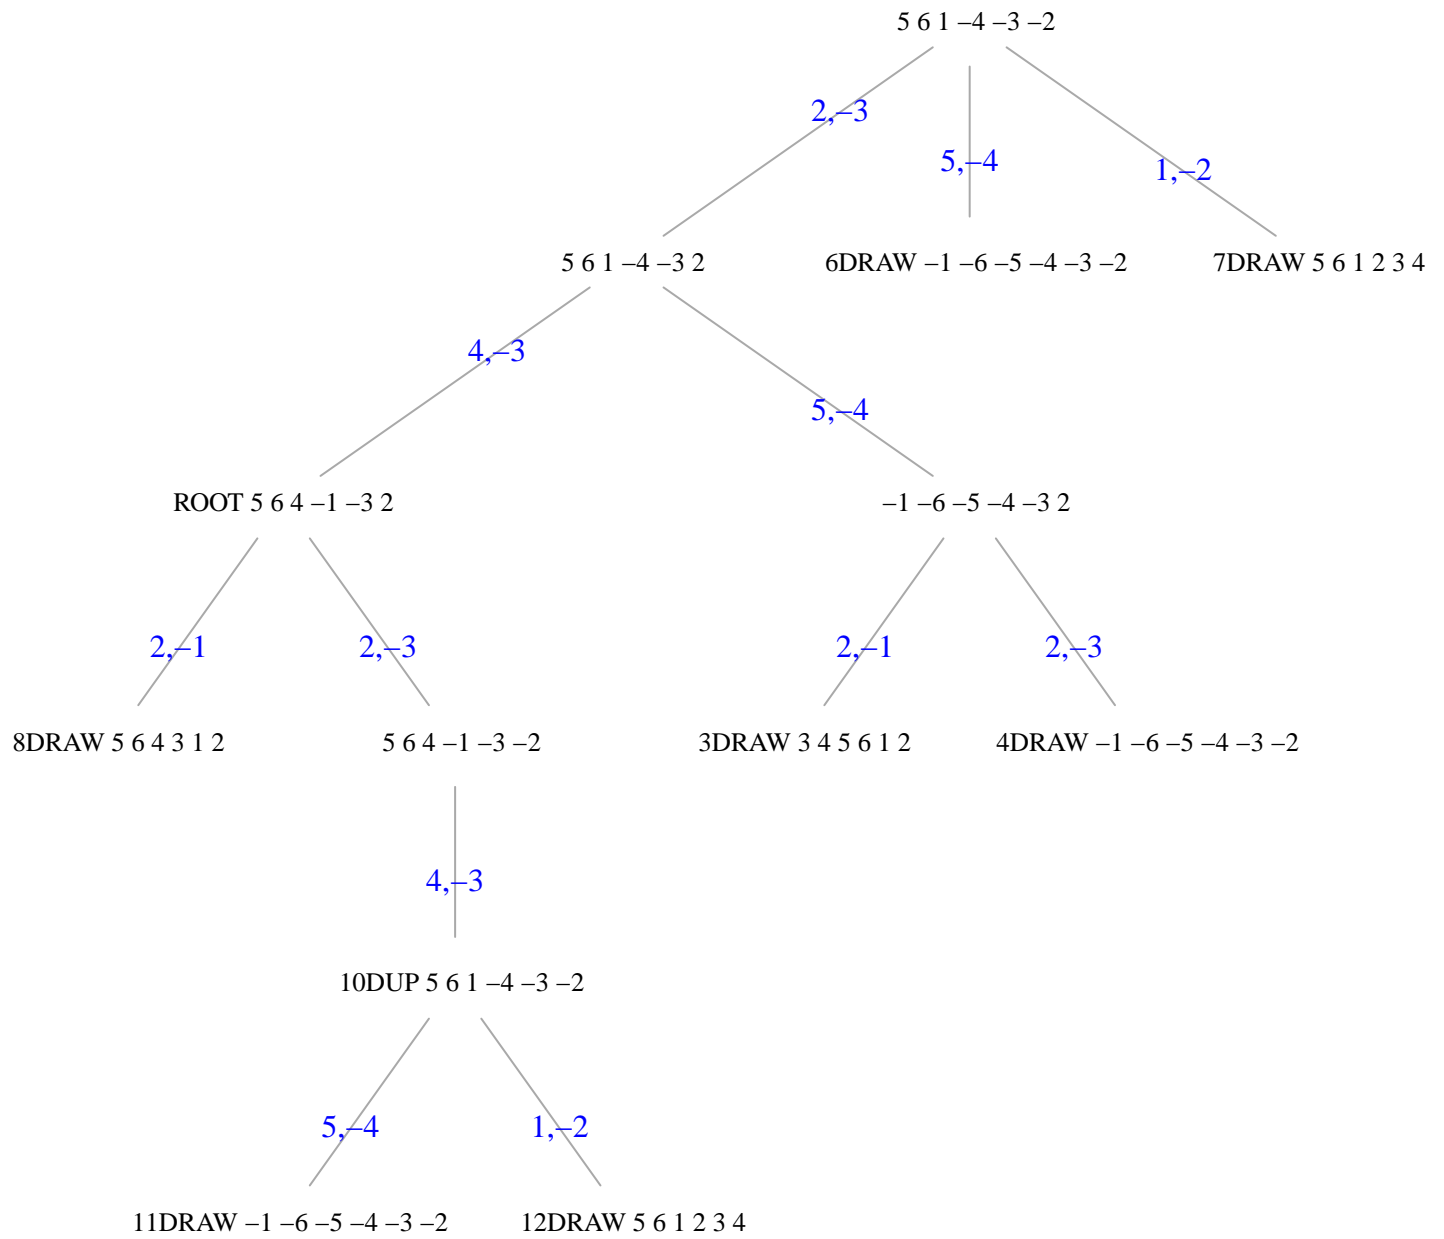 5 6 1 –4 –3 –2
2,–3
5,–4
1,–2
5 6 1 –4 –3 2
6DRAW –1 –6 –5 –4 –3 –2
7DRAW 5 6 1 2 3 4
4,–3
5,–4
ROOT 5 6 4 –1 –3 2
–1 –6 –5 –4 –3 2
2,–1
2,–3
2,–1
2,–3
8DRAW 5 6 4 3 1 2
5 6 4 –1 –3 –2
3DRAW 3 4 5 6 1 2
4DRAW –1 –6 –5 –4 –3 –2
4,–3
10DUP 5 6 1 –4 –3 –2
5,–4
1,–2
11DRAW –1 –6 –5 –4 –3 –2
12DRAW 5 6 1 2 3 4